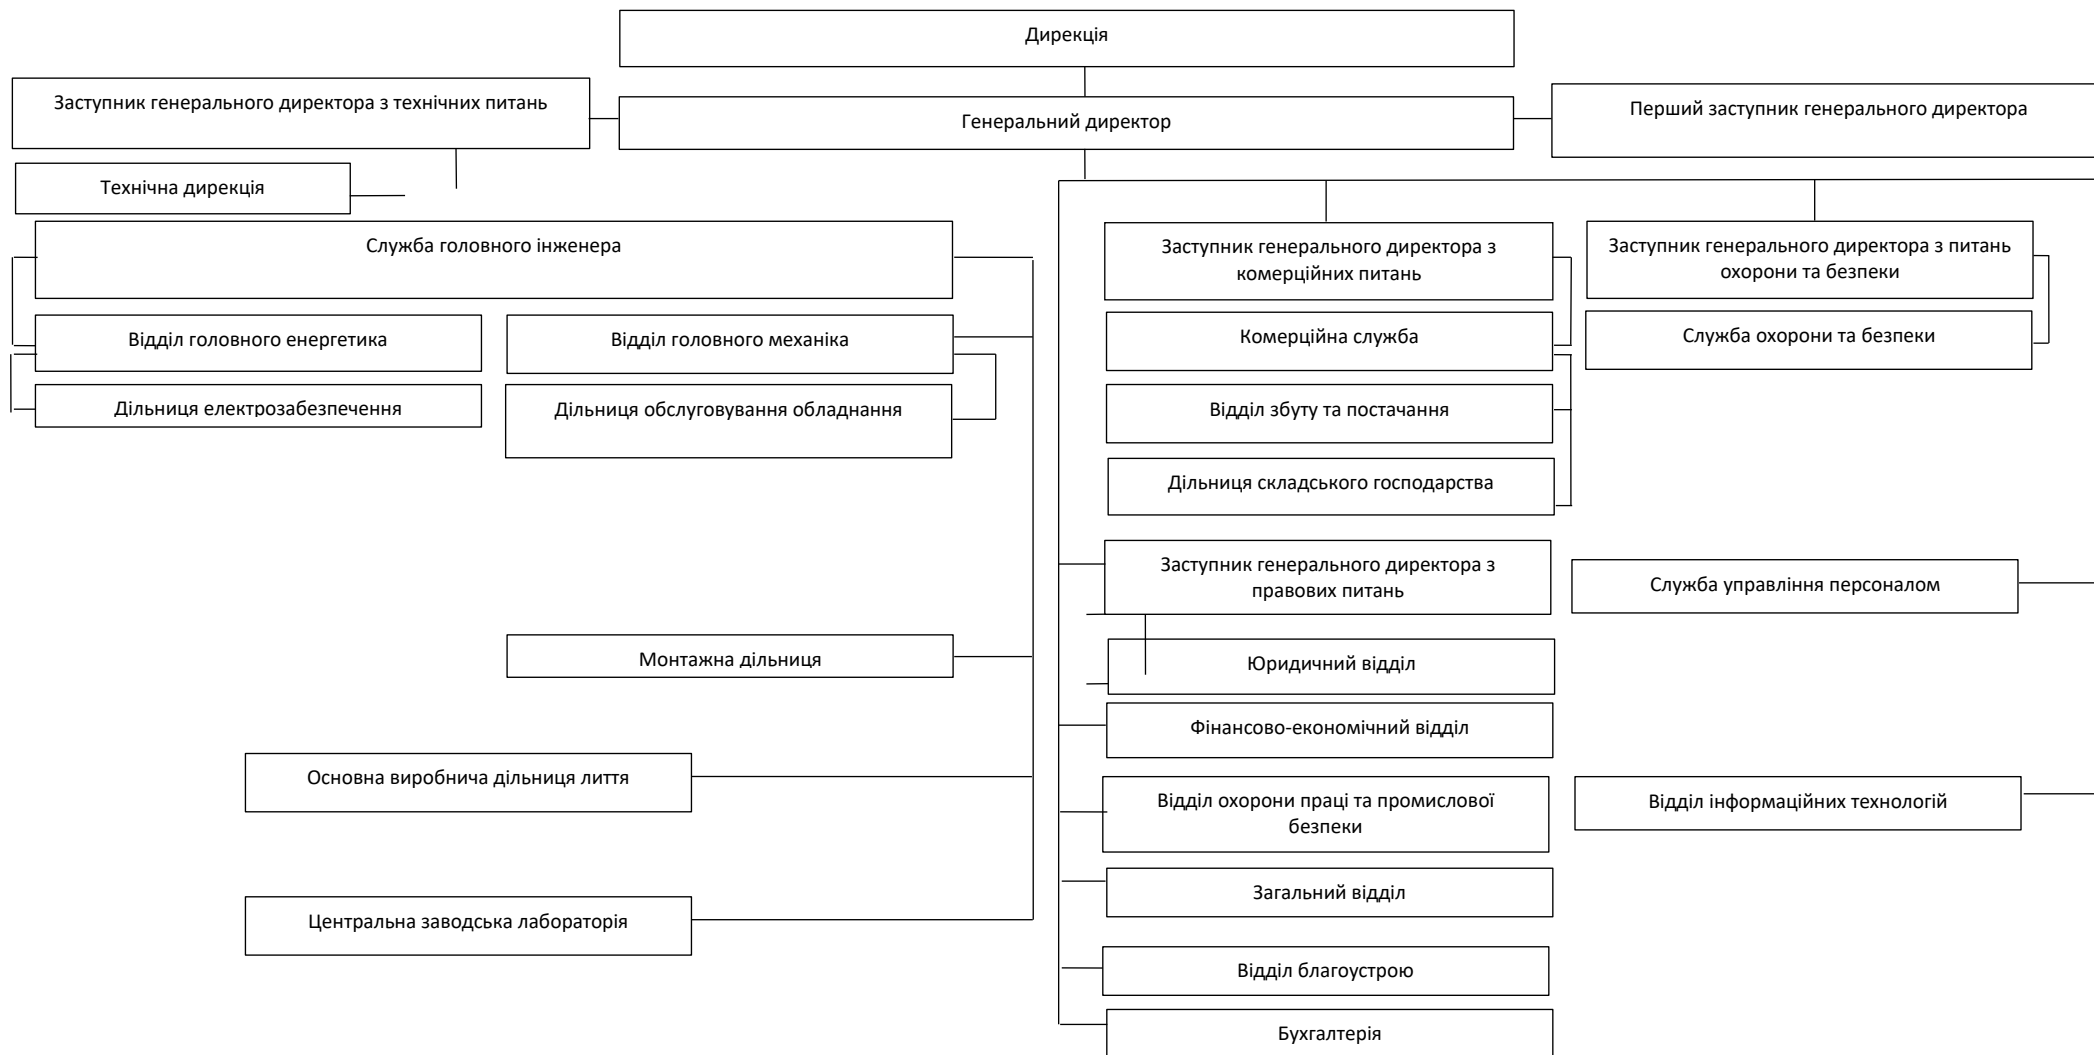 Дирекція
Заступник генерального директора з технічних питань
Генеральний директор
Перший заступник генерального директора
Технічна дирекція
Служба головного інженера
Заступник генерального директора з
комерційних питань
Заступник генерального директора з питань
охорони та безпеки
Відділ головного енергетика
Відділ головного механіка
Комерційна служба
Служба охорони та безпеки
Дільниця електрозабезпечення
Дільниця обслуговування обладнання
Відділ збуту та постачання
Дільниця складського господарства
Заступник генерального директора з
правових питань
Служба управління персоналом
Монтажна дільниця
Юридичний відділ
Фінансово-економічний відділ
Основна виробнича дільниця лиття
Відділ охорони праці та промислової
безпеки
Відділ інформаційних технологій
Загальний відділ
Центральна заводська лабораторія
Відділ благоустрою
Бухгалтерія